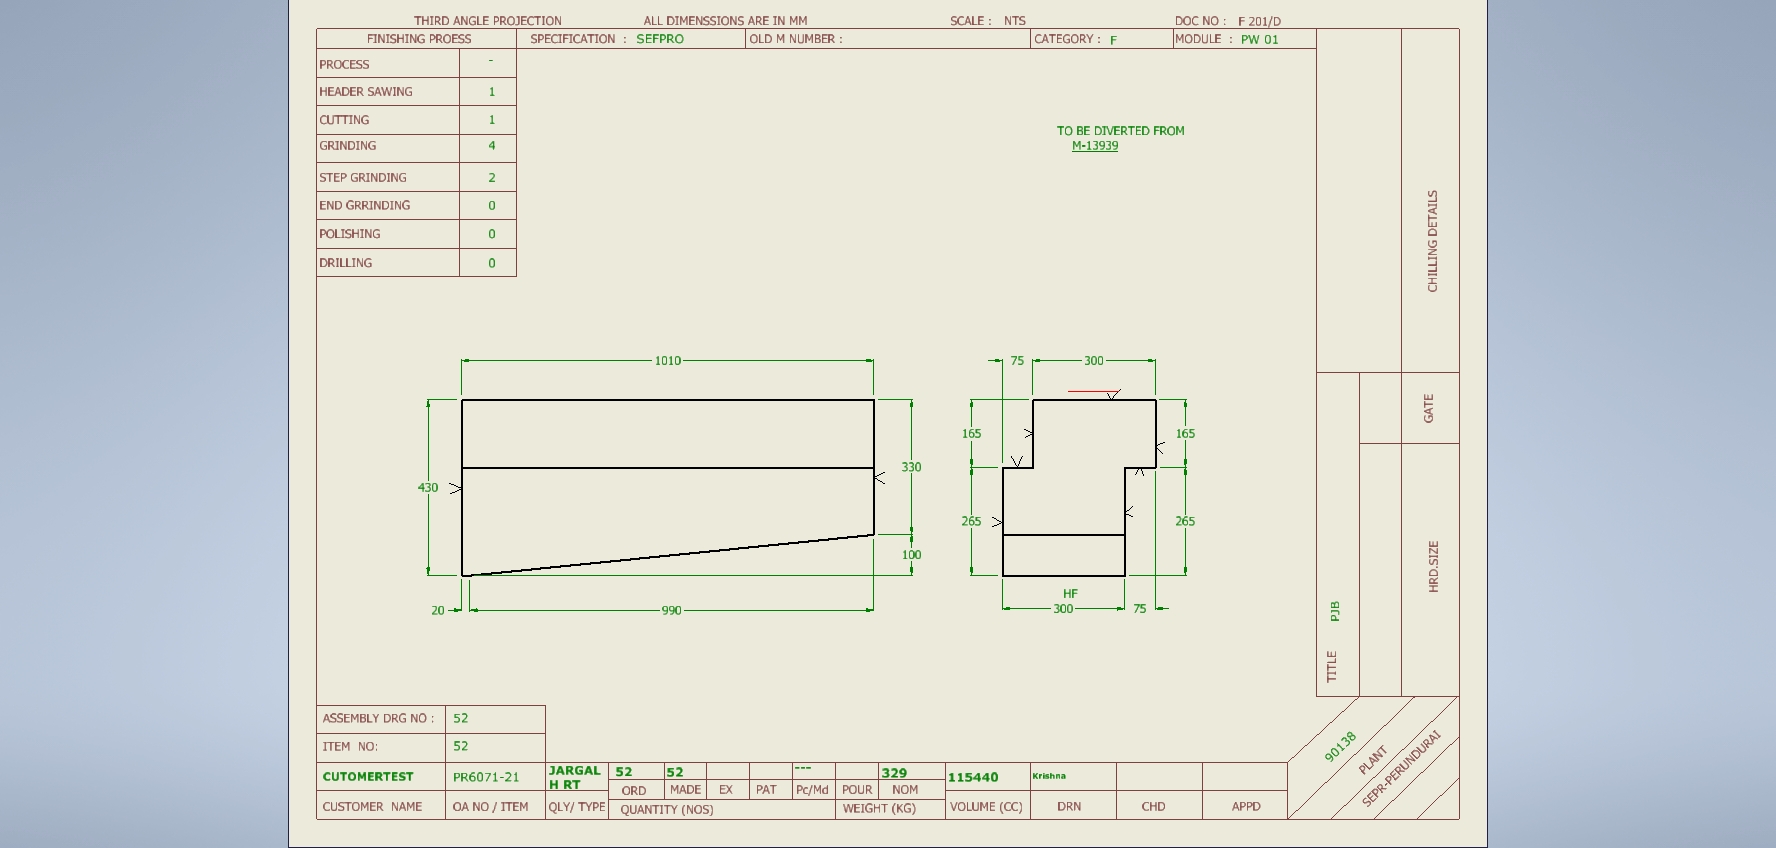 THIRD ANGLE PROJECTION ALL DIMENSSIONS ARE IN MM SCALE : NTS DOC NO : F 201/D
FINISHING PROESS SPECIFICATION : SEFPRO OLD M NUMBER : CATEGORY : F MODULE : PW 01
PROCESS -
HEADER SAWING 1
CUTTING 1
GRINDING 4
STEP GRINDING 2
END GRRINDING 0
POLISHING 0
DRILLING 0
TO BE DIVERTED FROM
M-13939
CHILLING DETAILS
GATE
HRD.SIZE
TITLE PJB
1010
430
330
100
20
990
75
300
165
265
165
265
HF
300
75
ASSEMBLY DRG NO : 52
ITEM NO: 52
CUTOMERTEST PR6071-21 JARGAL H RT 52 52 --- 329 115440 Krishna
ORD MADE EX PAT Pc/Md POUR NOM
CUSTOMER NAME OA NO / ITEM QLY/ TYPE QUANTITY (NOS) WEIGHT (KG) VOLUME (CC) DRN CHD APPD
90138
PLANT
SEPR-PERUNDURAI